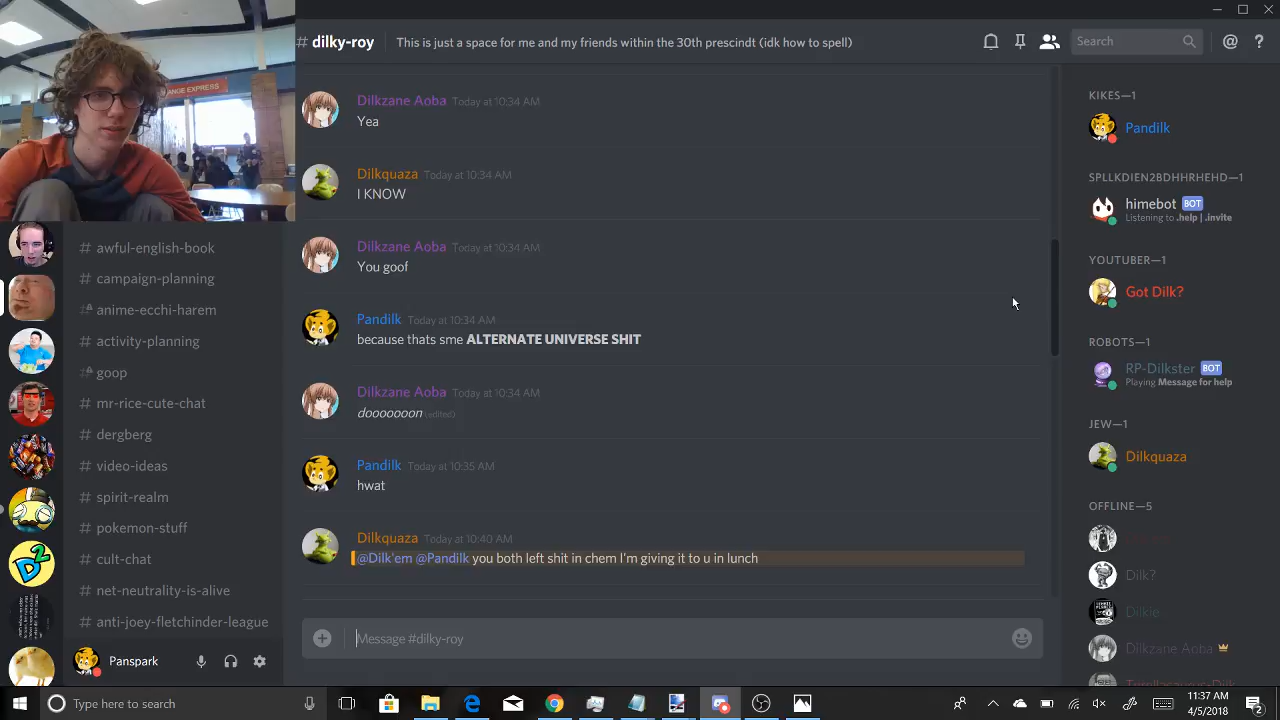 ANGE EXPRESS
# dilky-roy
This is just a space for me and my friends within the 30th prescindt (idk how to spell)
Search
@
?
Dilkzane Aoba Today at 10:34 AM
Yea
Dilkquaza Today at 10:34 AM
I KNOW
Dilkzane Aoba Today at 10:34 AM
You goof
Pandilk Today at 10:34 AM
because thats sme ALTERNATE UNIVERSE SHIT
Dilkzane Aoba Today at 10:34 AM
dooooooon (edited)
Pandilk Today at 10:35 AM
hwat
Dilkquaza Today at 10:40 AM
@Dilk'em @Pandilk you both left shit in chem I'm giving it to u in lunch
Message #dilky-roy
# awful-english-book
# campaign-planning
# anime-ecchi-harem
# activity-planning
# goop
# mr-rice-cute-chat
# dergberg
# video-ideas
# spirit-realm
# pokemon-stuff
# cult-chat
# net-neutrality-is-alive
# anti-joey-fletchinder-league
D2
Panspark
KIKES—1
Pandilk
SPLLKDIEN2BDHHRHEHD—1
himebot BOT
Listening to .help | .invite
YOUTUBER—1
Got Dilk?
ROBOTS—1
RP-Dilkster BOT
Playing Message for help
JEW—1
Dilkquaza
OFFLINE—5
Dilk?
Dilkie
Dilkzane Aoba
Type here to search
11:37 AM
4/5/2018